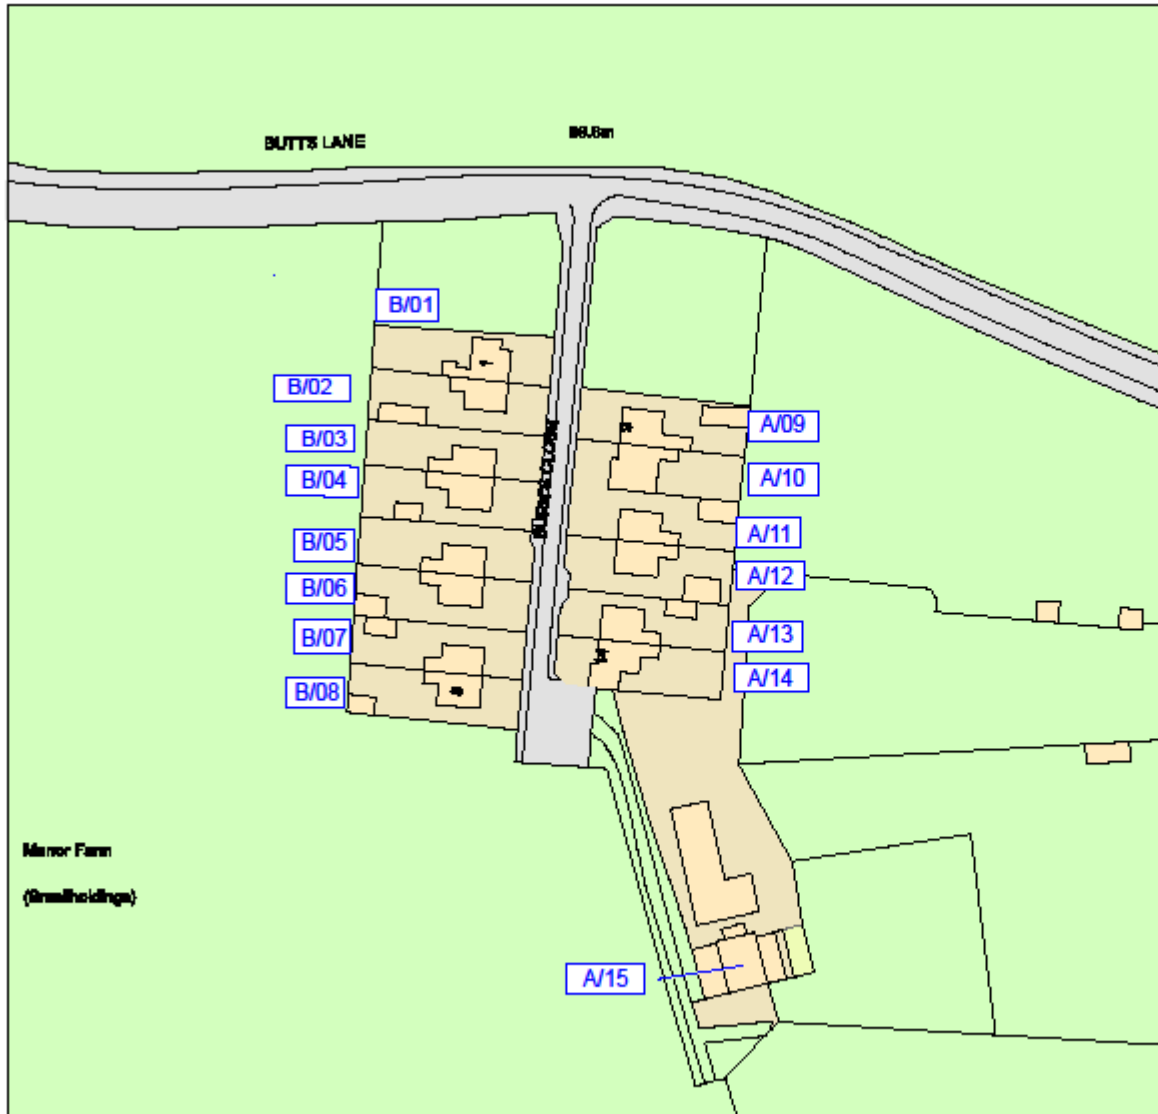 BUTTS LANE
B/01
B/02
B/03
B/04
B/05
B/06
B/07
B/08
A/09
A/10
A/11
A/12
A/13
A/14
Manor Farm
(Smallholdings)
A/15